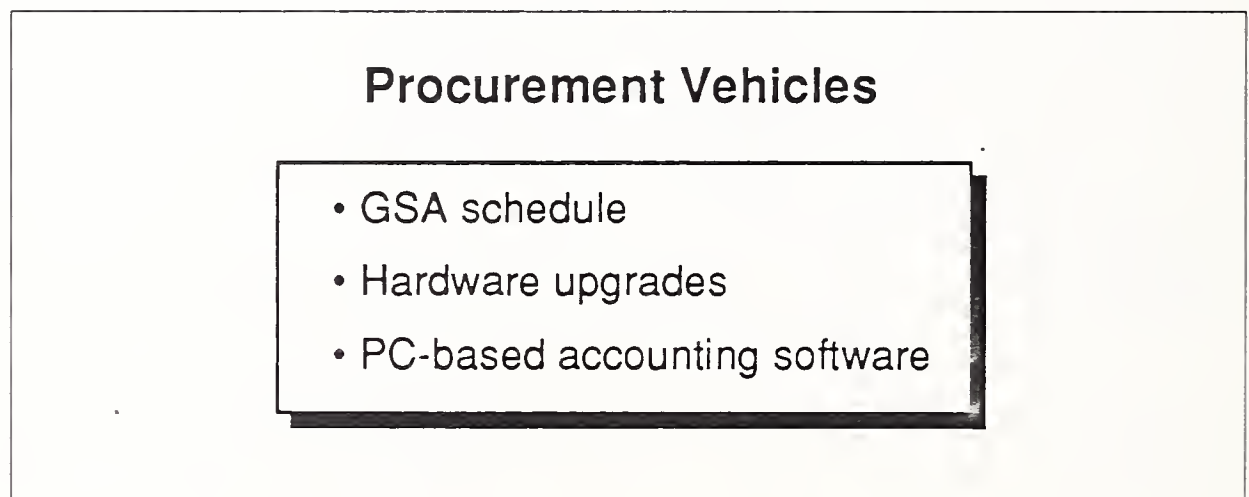 Procurement Vehicles
• GSA schedule
• Hardware upgrades
• PC-based accounting software